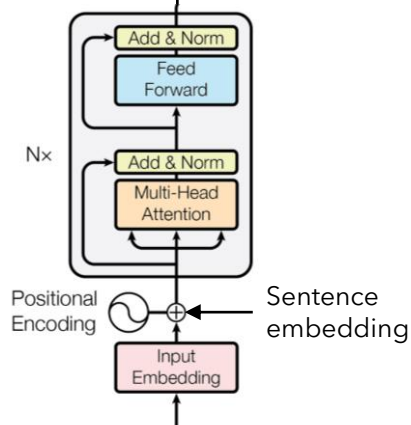 Add & Norm
Feed
Forward
Nx
Add & Norm
Multi-Head
Attention
Positional
Encoding
Sentence
embedding
Input
Embedding